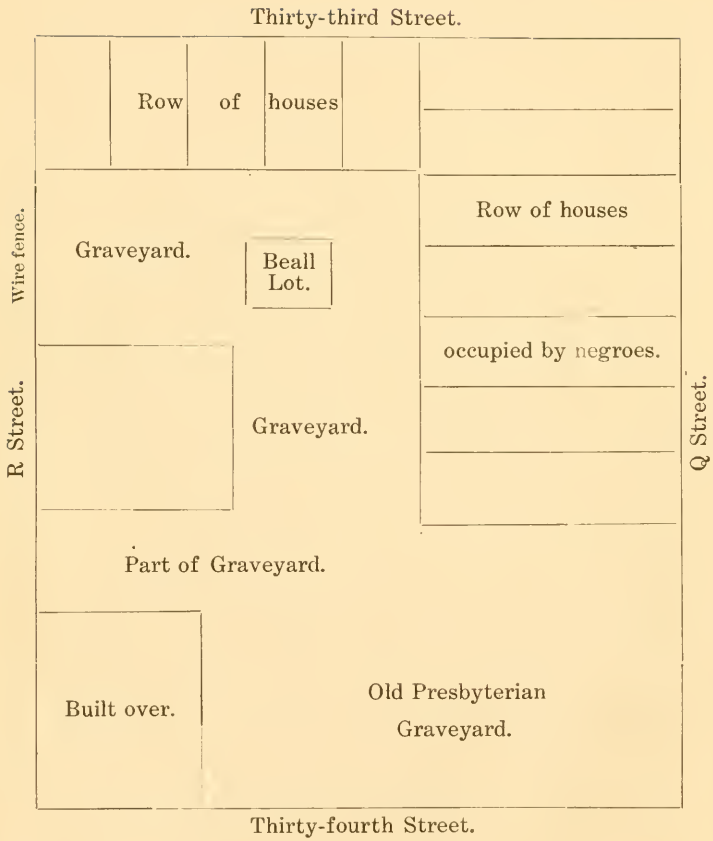 Thirty-third Street.
Row of houses
Wire fence.
Graveyard.
Beall
Lot.
Row of houses
occupied by negroes.
R Street.
Graveyard.
Q Street.
Part of Graveyard.
Built over.
Old Presbyterian
Graveyard.
Thirty-fourth Street.